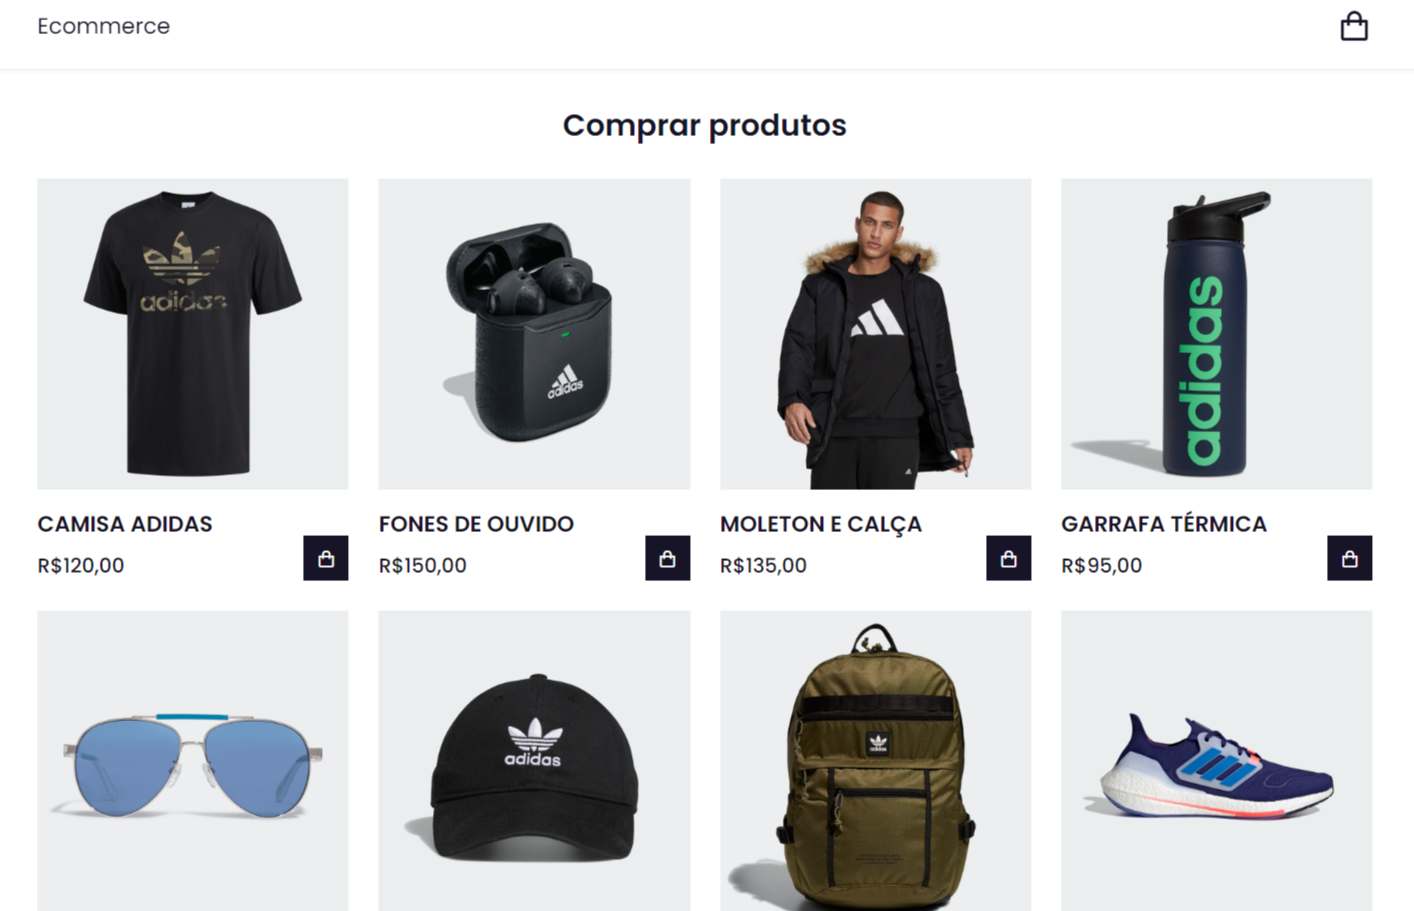 Ecommerce
Comprar produtos
adidas
adidas
adidas
CAMISA ADIDAS
FONES DE OUVIDO
MOLETON E CALÇA
GARRAFA TÉRMICA
R$120,00
R$150,00
R$135,00
R$95,00
adidas
adidas